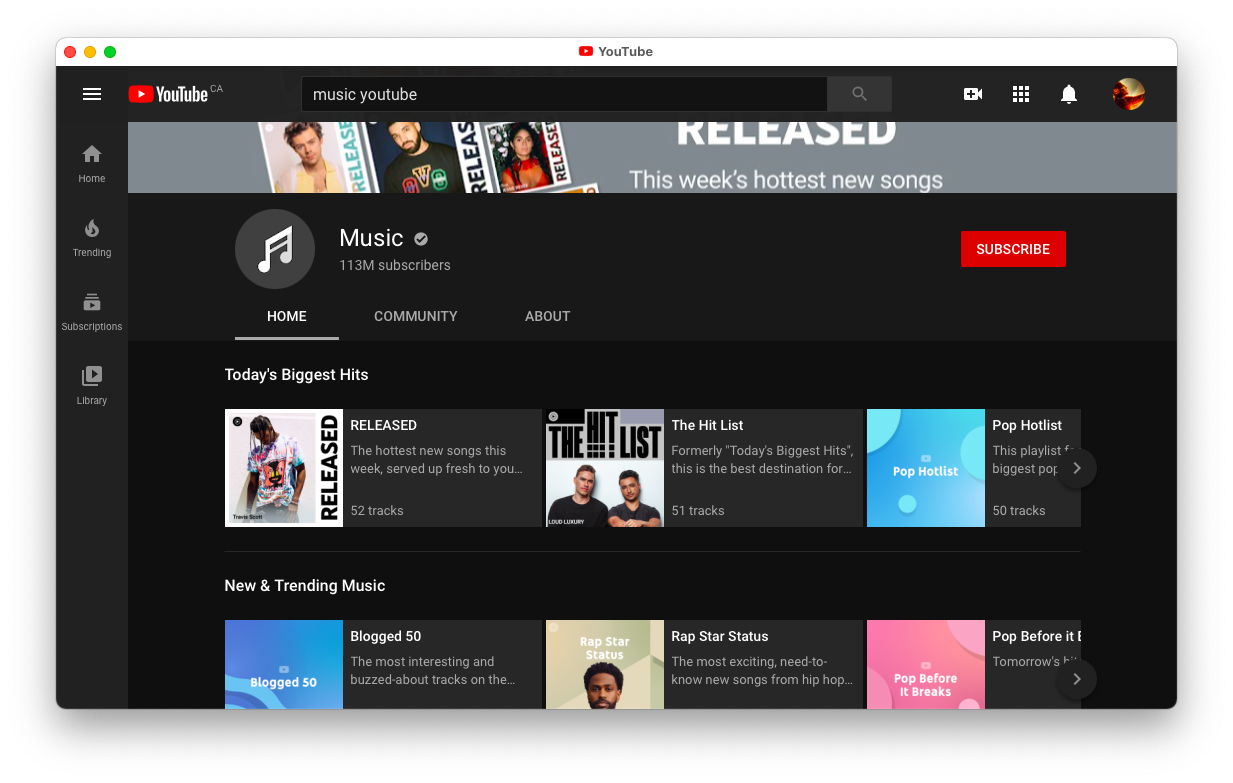 YouTube
YouTube CA
music youtube
RELEASED
RELEASED
RELEASED
RELEASED
This week's hottest new songs
Home
Trending
Subscriptions
Library
Music
113M subscribers
SUBSCRIBE
HOME
COMMUNITY
ABOUT
Today's Biggest Hits
RELEASED
Travis Scott
RELEASED
The hottest new songs this
week, served up fresh to you...
52 tracks
THE HIT LIST
LOUD LUXURY
The Hit List
Formerly "Today's Biggest Hits",
this is the best destination for...
51 tracks
Pop Hotlist
Pop Hotlist
This playlist
biggest pop
50 tracks
New & Trending Music
Blogged 50
Blogged 50
The most interesting and
buzzed-about tracks on the...
Rap Star
Status
Rap Star Status
The most exciting, need-to-
know new songs from hip hop...
Pop Before
It Breaks
Pop Before it B
Tomorrow's hit